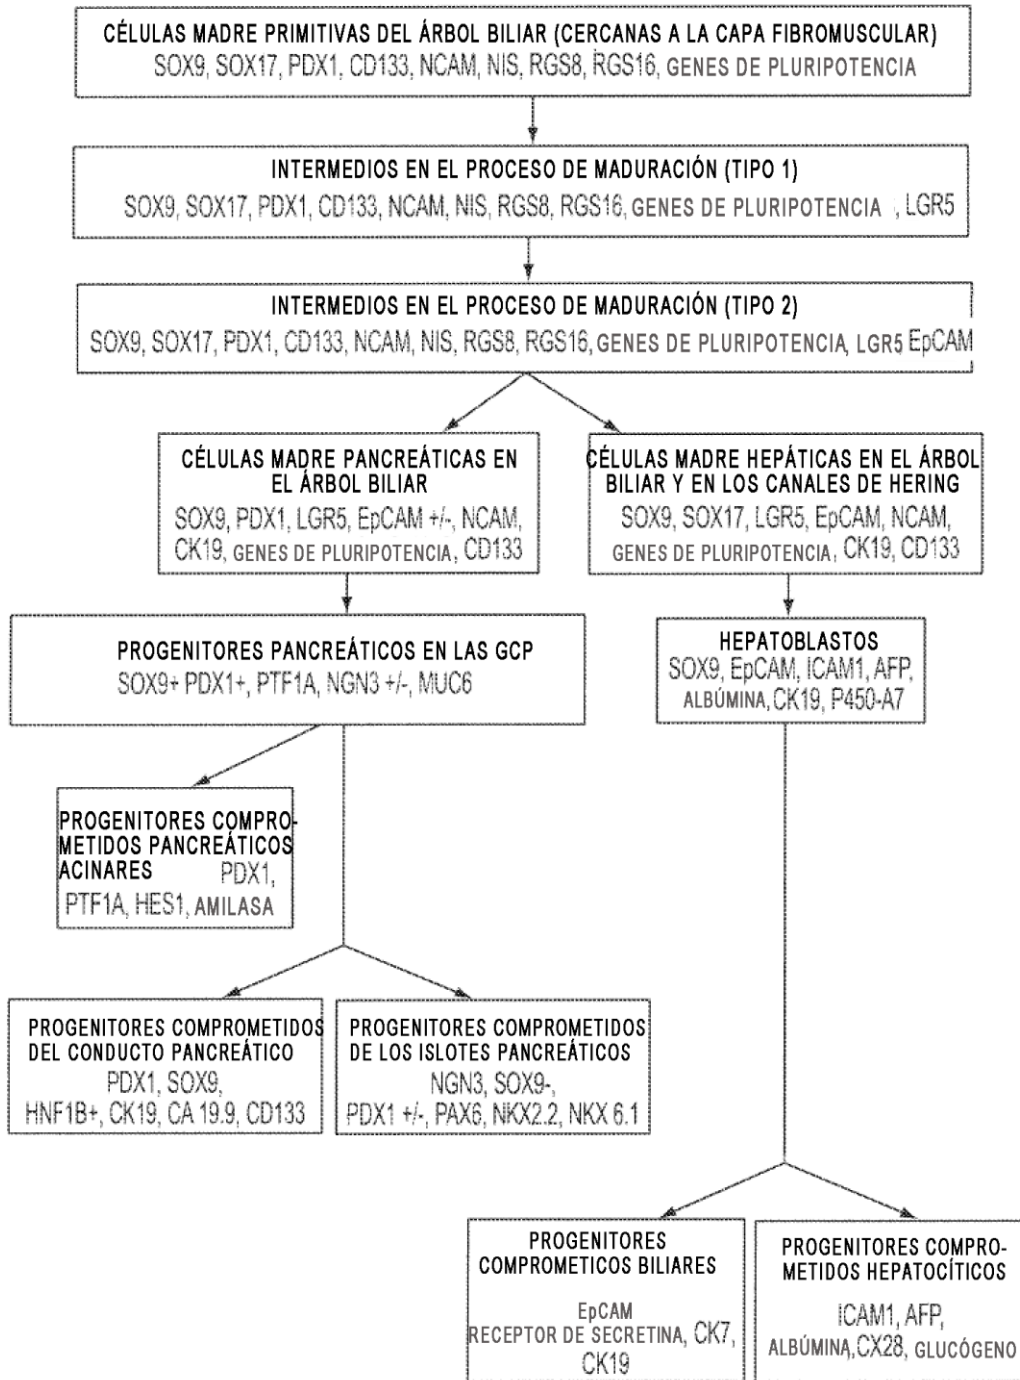 CÉLULAS MADRE PRIMITIVAS DEL ÁRBOL BILIAR (CERCANAS A LA CAPA FIBROMUSCULAR)
SOX9, SOX17, PDX1, CD133, NCAM, NIS, RGS8, RGS16, GENES DE PLURIPOTENCIA
INTERMEDIOS EN EL PROCESO DE MADURACIÓN (TIPO 1)
SOX9, SOX17, PDX1, CD133, NCAM, NIS, RGS8, RGS16, GENES DE PLURIPOTENCIA , LGR5
INTERMEDIOS EN EL PROCESO DE MADURACIÓN (TIPO 2)
SOX9, SOX17, PDX1, CD133, NCAM, NIS, RGS8, RGS16, GENES DE PLURIPOTENCIA, LGR5 EpCAM
CÉLULAS MADRE PANCREÁTICAS EN
EL ÁRBOL BILIAR
SOX9, PDX1, LGR5, EpCAM +/-, NCAM,
CK19, GENES DE PLURIPOTENCIA, CD133
CÉLULAS MADRE HEPÁTICAS EN EL ÁRBOL
BILIAR Y EN LOS CANALES DE HERING
SOX9, SOX17, LGR5, EpCAM, NCAM,
GENES DE PLURIPOTENCIA, CK19, CD133
PROGENITORES PANCREÁTICOS EN LAS GCP
SOX9+ PDX1+, PTF1A, NGN3 +/-, MUC6
HEPATOBLASTOS
SOX9, EpCAM, ICAM1, AFP,
ALBÚMINA, CK19, P450-A7
PROGENITORES COMPRO-
METIDOS PANCREÁTICOS
ACINARES PDX1,
PTF1A, HES1, AMILASA
PROGENITORES COMPROMETIDOS
DEL CONDUCTO PANCREÁTICO
PDX1, SOX9,
HNF1B+, CK19, CA 19.9, CD133
PROGENITORES COMPROMETIDOS
DE LOS ISLOTES PANCREÁTICOS
NGN3, SOX9-,
PDX1 +/-, PAX6, NKX2.2, NKX 6.1
PROGENITORES
COMPROMETICOS BILIARES
EpCAM
RECEPTOR DE SECRETINA, CK7,
CK19
PROGENITORES COMPRO-
METIDOS HEPATOCÍTICOS
ICAM1, AFP,
ALBÚMINA, CX28, GLUCÓGENO